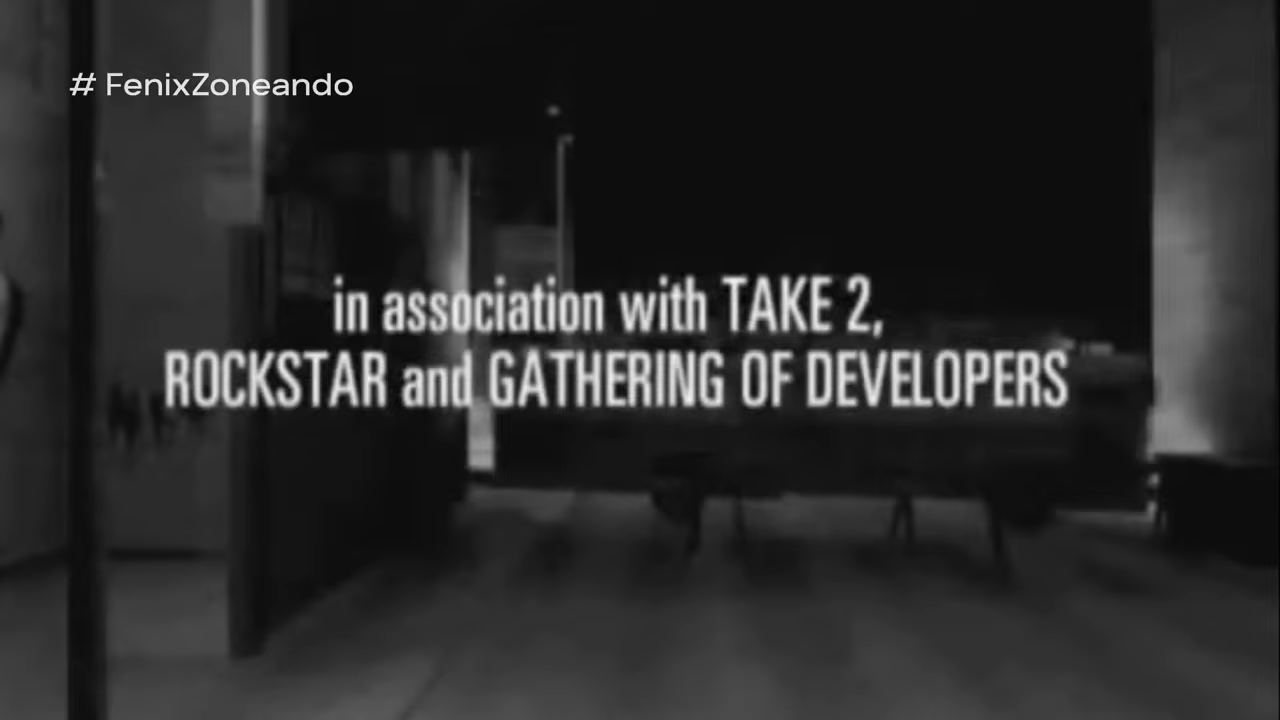 # FenixZoneando
in association with TAKE 2,
ROCKSTAR and GATHERING OF DEVELOPERS